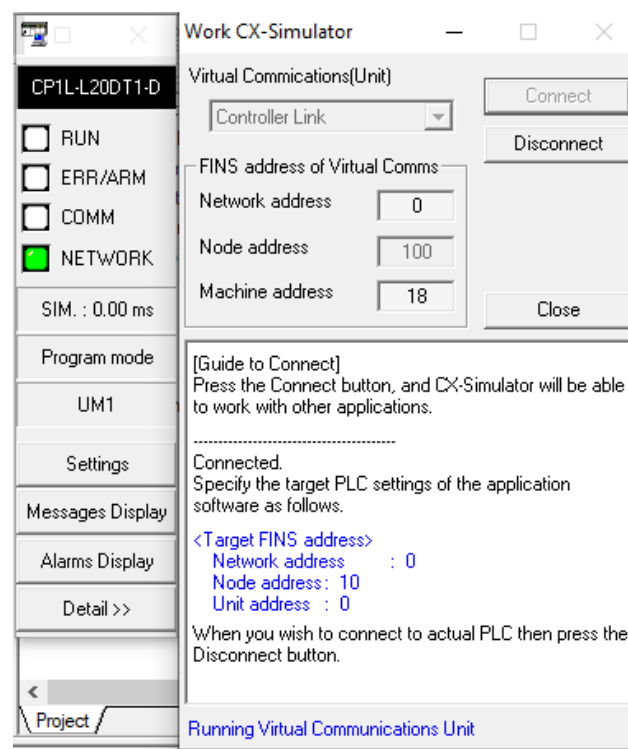 CP1L-L20DT1-D
RUN
ERR/ARM
COMM
NETWORK
SIM. : 0.00 ms
Program mode
UM1
Settings
Messages Display
Alarms Display
Detail >>
<
Project
Work CX-Simulator
Virtual Commications(Unit)
Controller Link
Connect
Disconnect
FINS address of Virtual Comms
Network address 0
Node address 100
Machine address 18
Close
[Guide to Connect]
Press the Connect button, and CX-Simulator will be able
to work with other applications.
----------------------------------------
Connected.
Specify the target PLC settings of the application
software as follows.
<Target FINS address>
Network address : 0
Node address: 10
Unit address : 0
When you wish to connect to actual PLC then press the
Disconnect button.
Running Virtual Communications Unit